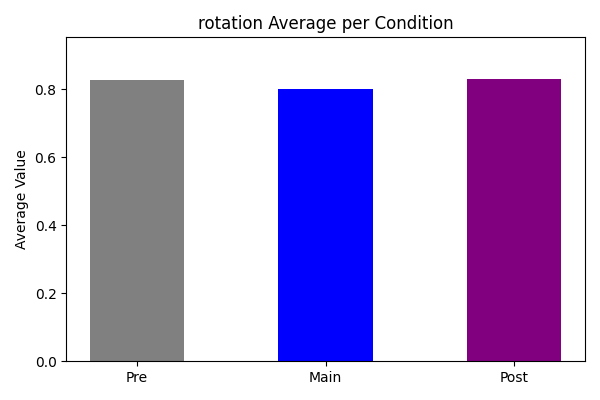 rotation Average per Condition
Average Value
0.8
0.6
0.4
0.2
0.0
Pre
Main
Post